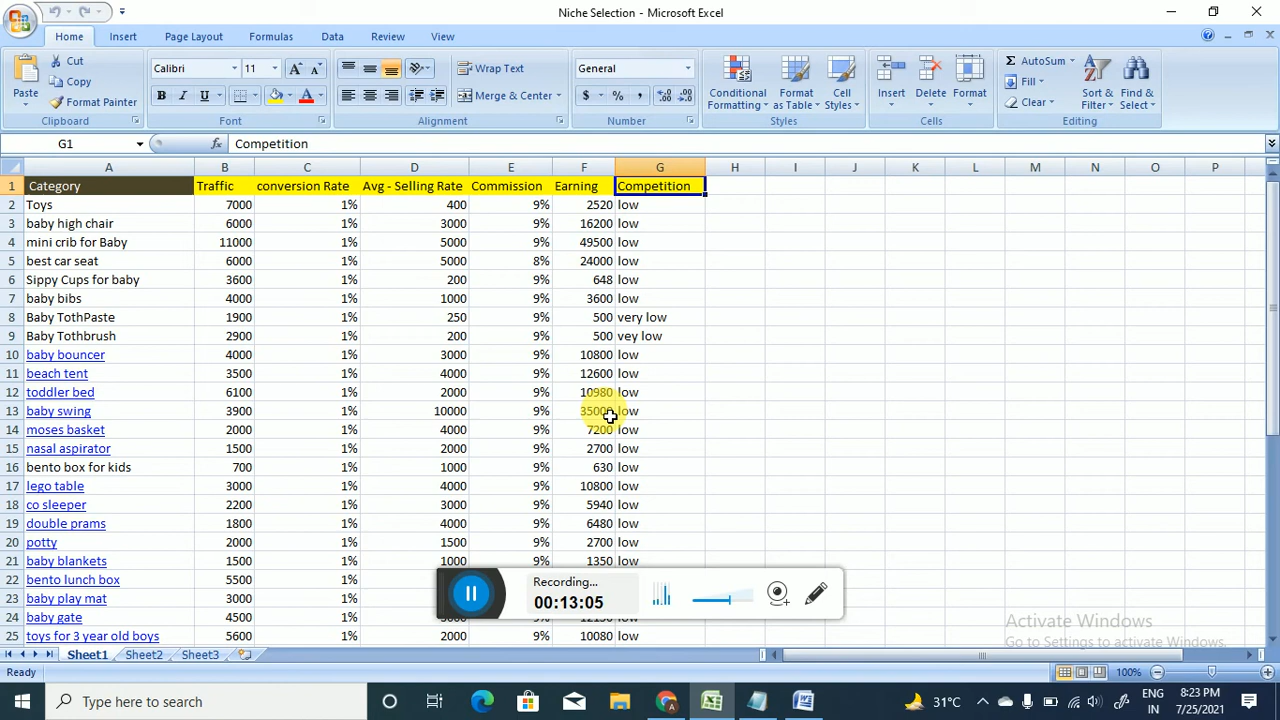 Niche Selection - Microsoft Excel
Home Insert Page Layout Formulas Data Review View
Paste
Cut
Copy
Format Painter
Clipboard
Calibri 11
Font
Wrap Text
Merge & Center
Alignment
General
Number
Conditional Formatting
Format as Table
Cell Styles
Styles
Insert Delete Format
Cells
AutoSum
Fill
Clear
Sort & Filter
Find & Select
Editing
G1 fx Competition
A B C D E F G H I J K L M N O P
1 Category Traffic conversion Rate Avg - Selling Rate Commission Earning Competition
2 Toys 7000 1% 400 9% 2520 low
3 baby high chair 6000 1% 3000 9% 16200 low
4 mini crib for Baby 11000 1% 5000 9% 49500 low
5 best car seat 6000 1% 5000 8% 24000 low
6 Sippy Cups for baby 3600 1% 200 9% 648 low
7 baby bibs 4000 1% 1000 9% 3600 low
8 Baby TothPaste 1900 1% 250 9% 500 very low
9 Baby Tothbrush 2900 1% 200 9% 500 vey low
10 baby bouncer 4000 1% 3000 9% 10800 low
11 beach tent 3500 1% 4000 9% 12600 low
12 toddler bed 6100 1% 2000 9% 10980 low
13 baby swing 3900 1% 10000 9% 35000 low
14 moses basket 2000 1% 4000 9% 7200 low
15 nasal aspirator 1500 1% 2000 9% 2700 low
16 bento box for kids 700 1% 1000 9% 630 low
17 lego table 3000 1% 4000 9% 10800 low
18 co sleeper 2200 1% 3000 9% 5940 low
19 double prams 1800 1% 4000 9% 6480 low
20 potty 2000 1% 1500 9% 2700 low
21 baby blankets 1500 1% 1000 9% 1350 low
22 bento lunch box 5500 1%
23 baby play mat 3000 1%
24 baby gate 4500 1%
25 toys for 3 year old boys 5600 1% 2000 9% 10080 low
Recording...
00:13:05
Activate Windows
Go to Settings to activate Windows.
Sheet1 Sheet2 Sheet3
Ready 100%
Type here to search
31°C
ENG
IN
8:23 PM
7/25/2021